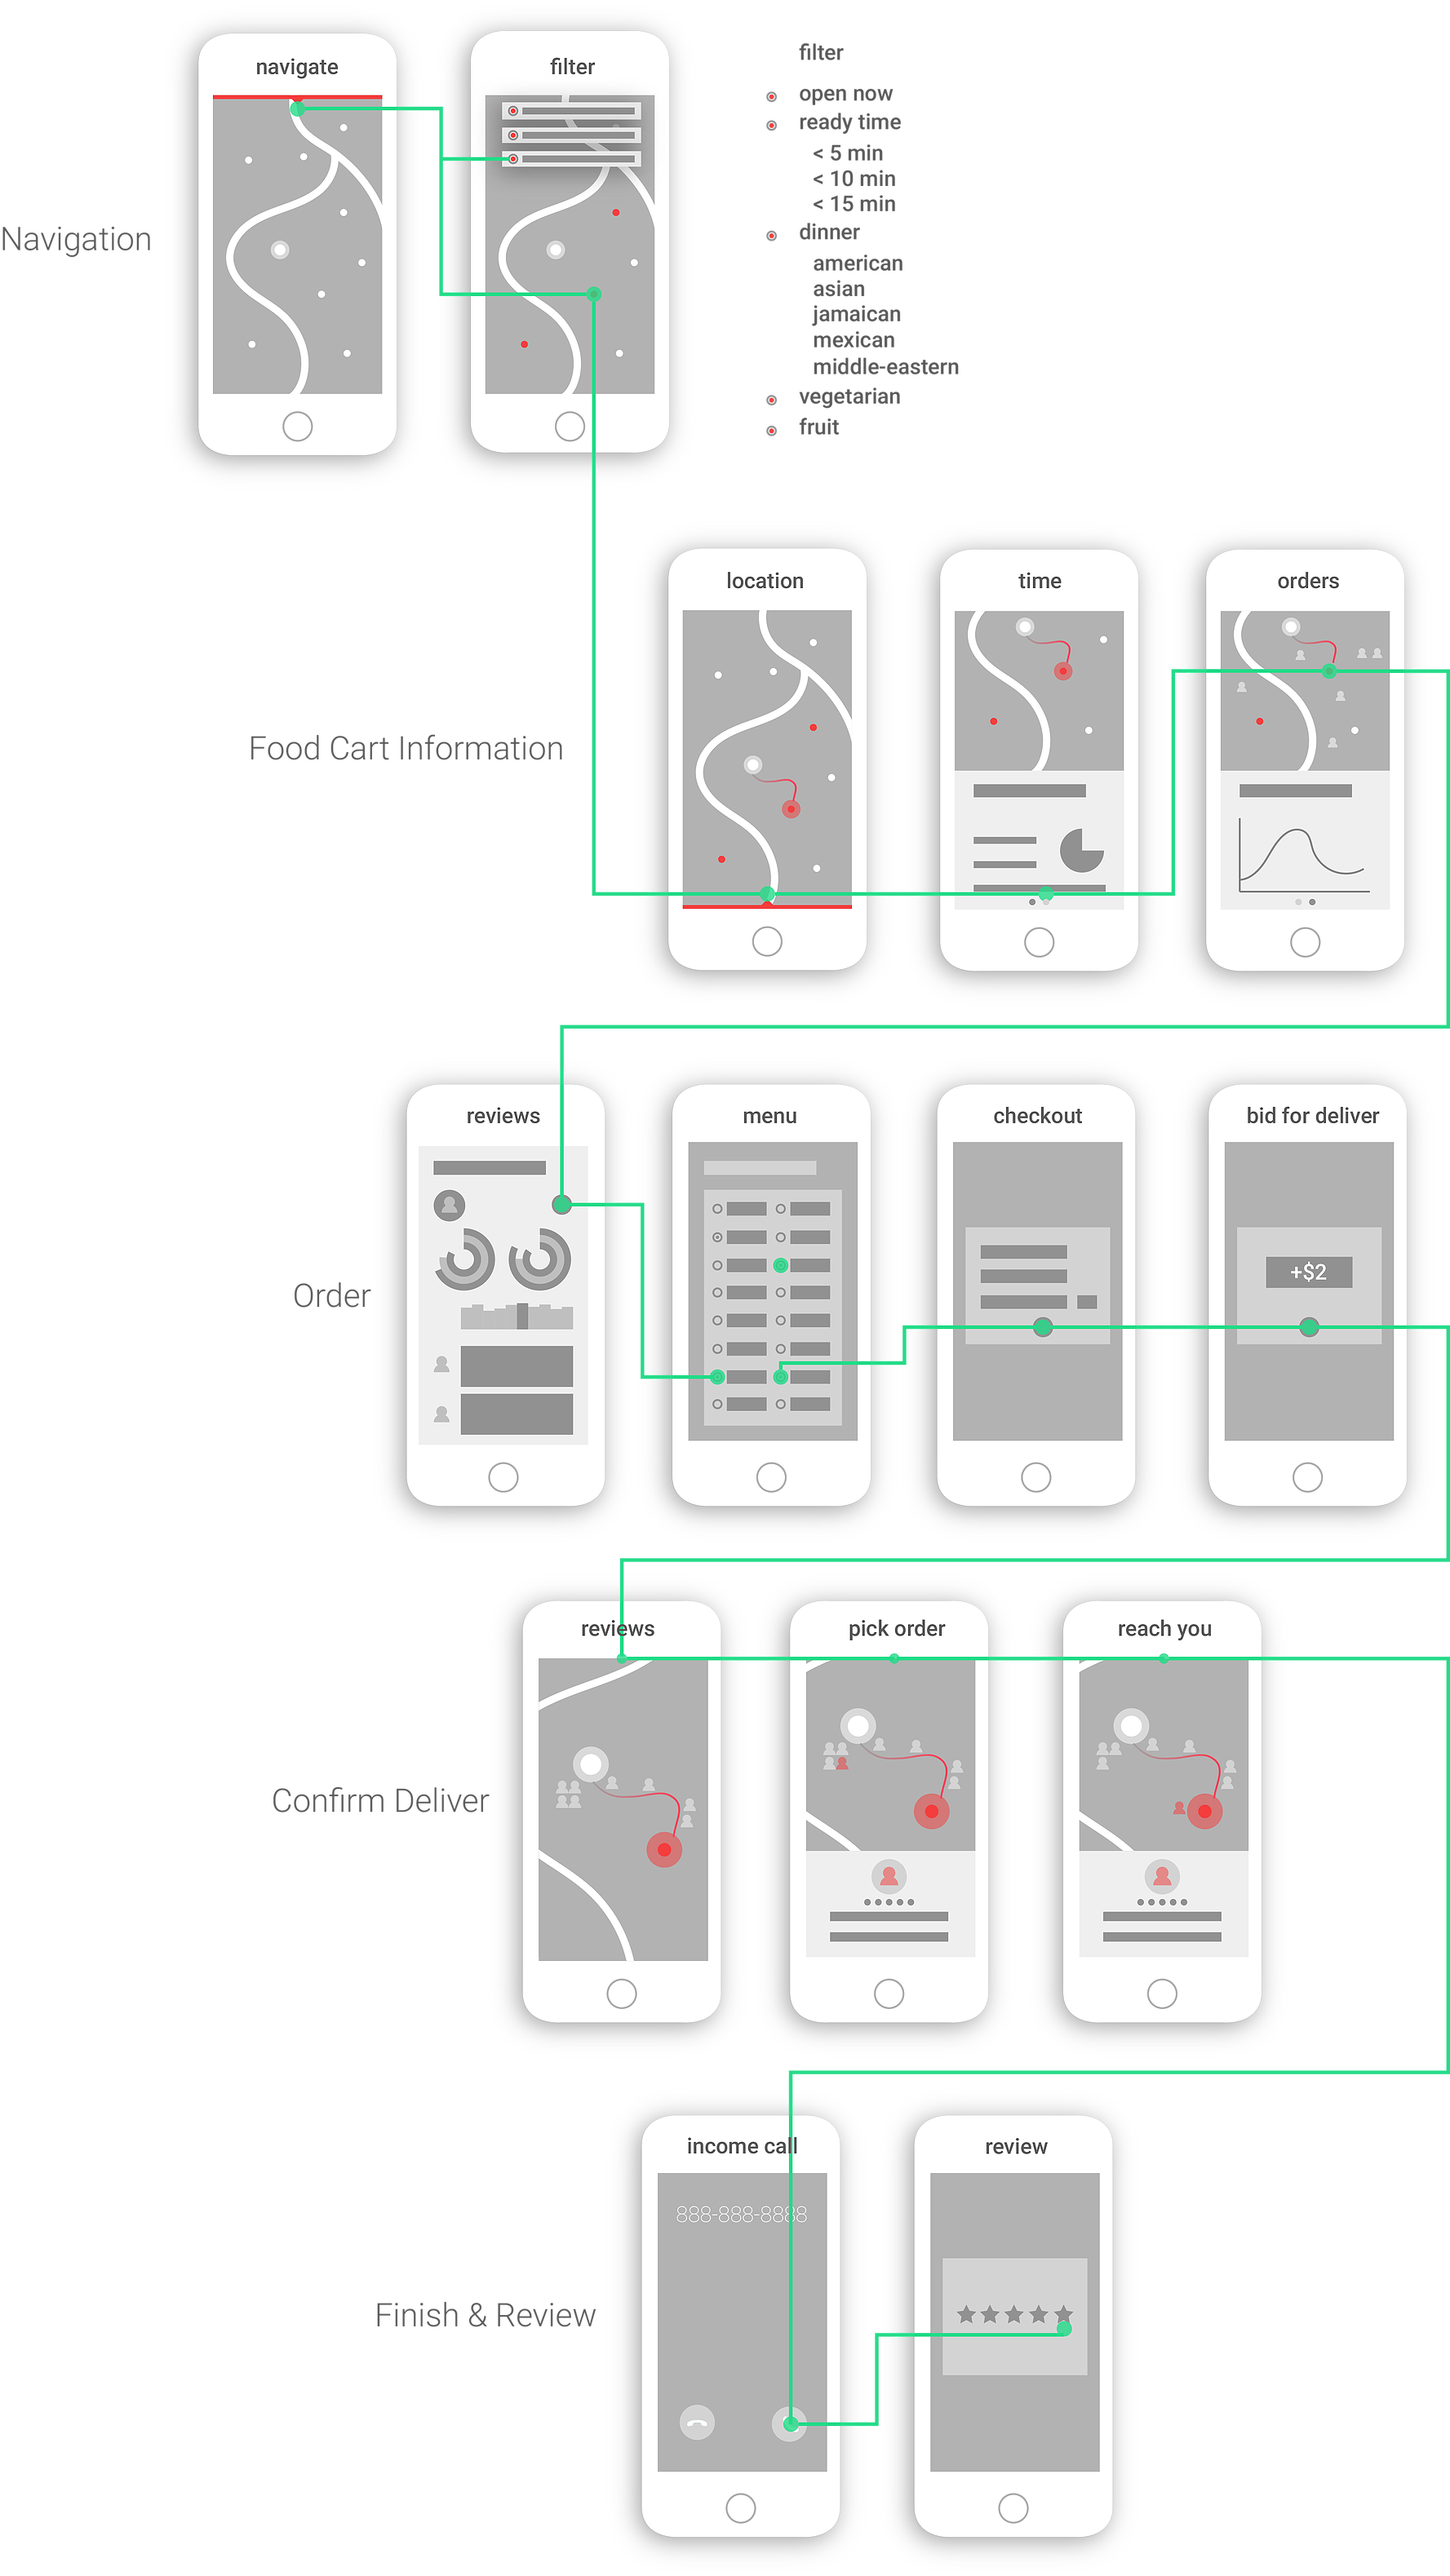 navigate
filter
filter
open now
ready time
< 5 min
< 10 min
< 15 min
dinner
american
asian
jamaican
mexican
middle-eastern
vegetarian
fruit
Navigation
location
time
orders
Food Cart Information
reviews
menu
checkout
bid for deliver
+$2
Order
reviews
pick order
reach you
Confirm Deliver
income call
review
888-888-8888
Finish & Review